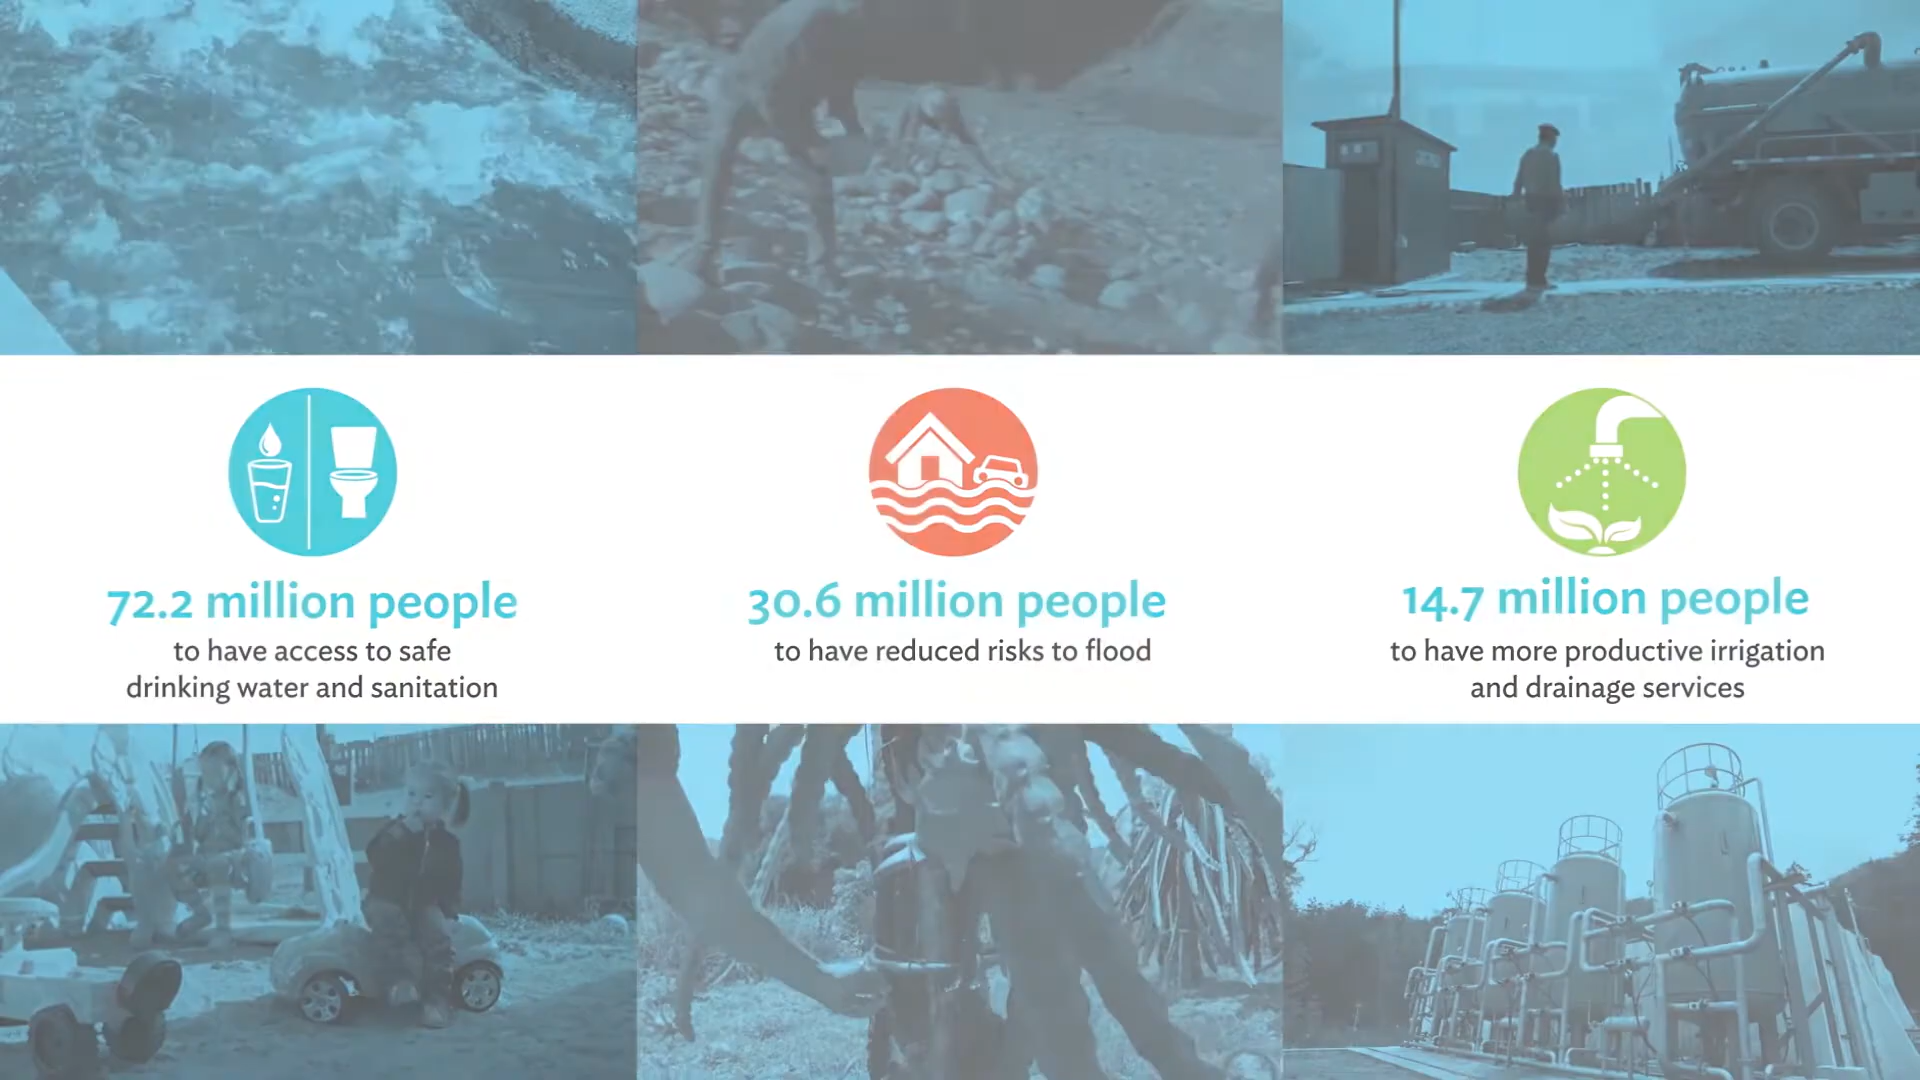 72.2 million people
to have access to safe
drinking water and sanitation
30.6 million people
to have reduced risks to flood
14.7 million people
to have more productive irrigation
and drainage services